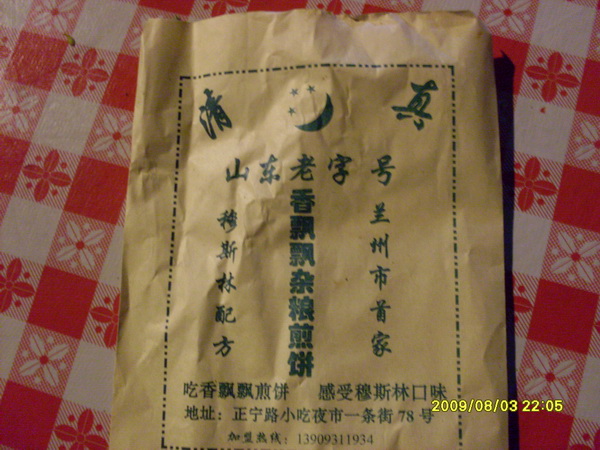 清真
山东老字号
香飘飘杂粮煎饼
兰州市首家
穆斯林配方
吃香飘飘煎饼 感受穆斯林口味
地址：正宁路小吃夜市一条街78号
加盟热线：13909311934
2009/08/03 22:05